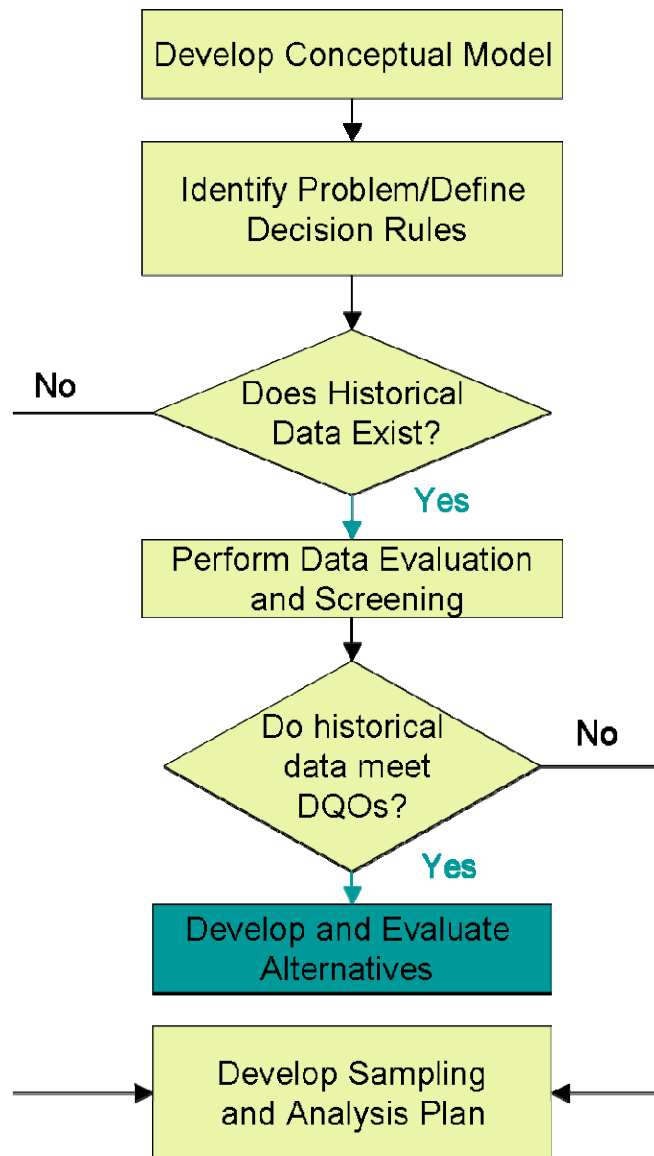 Develop Conceptual Model
Identify Problem/Define
Decision Rules
No
Does Historical
Data Exist?
Yes
Perform Data Evaluation
and Screening
Do historical
data meet
DQOs?
No
Yes
Develop and Evaluate
Alternatives
Develop Sampling
and Analysis Plan